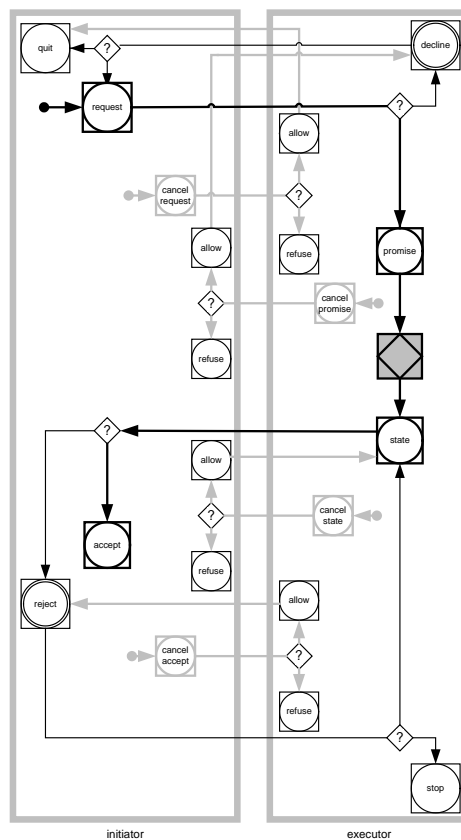 quit
?
decline
request
?
allow
cancel
request
?
allow
refuse
promise
?
cancel
promise
refuse
?
state
allow
?
cancel
state
accept
refuse
reject
allow
cancel
accept
?
refuse
?
stop
initiator
executor